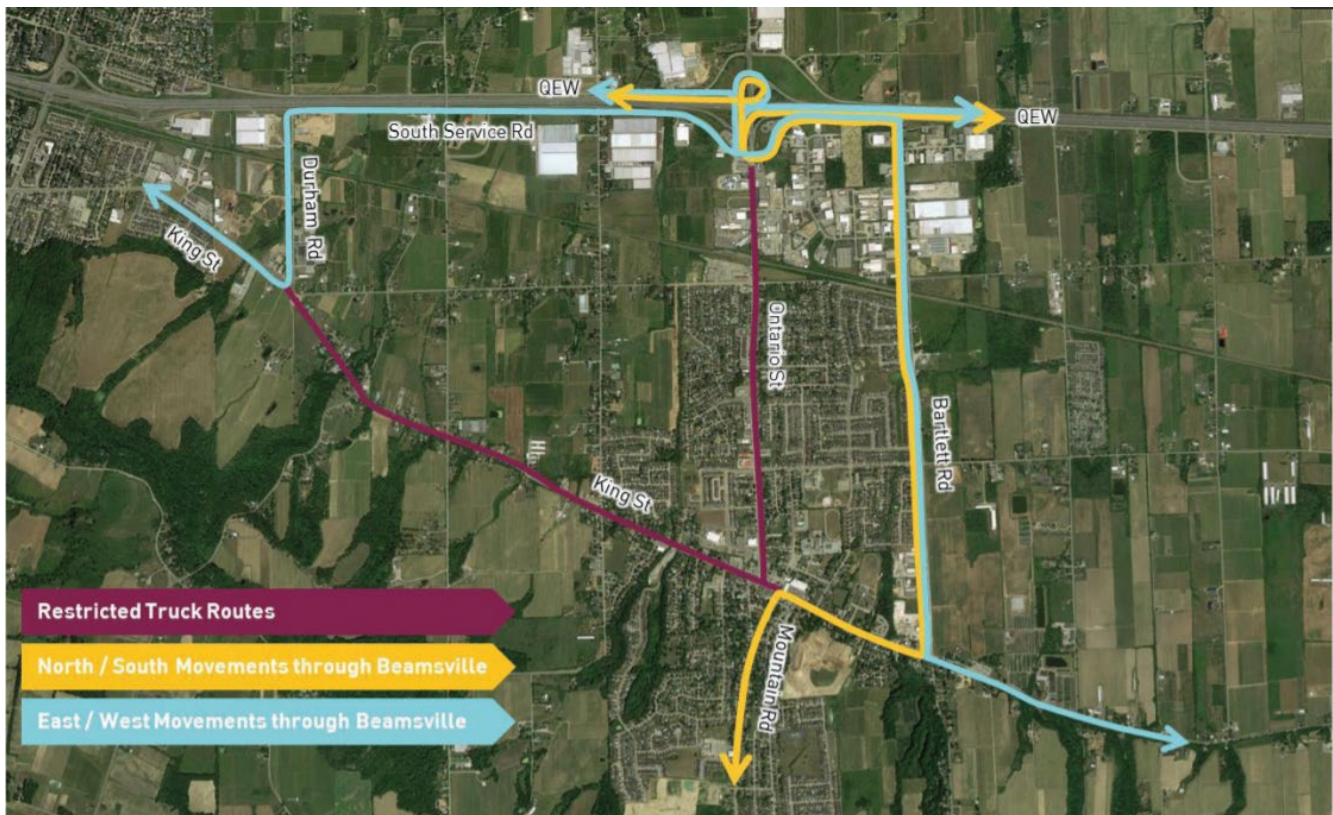 QEW
QEW
South Service Rd
Durham Rd
King St
Ontario St
Bartlett Rd
King St
Mountain Rd
Restricted Truck Routes
North / South Movements through Beamsville
East / West Movements through Beamsville